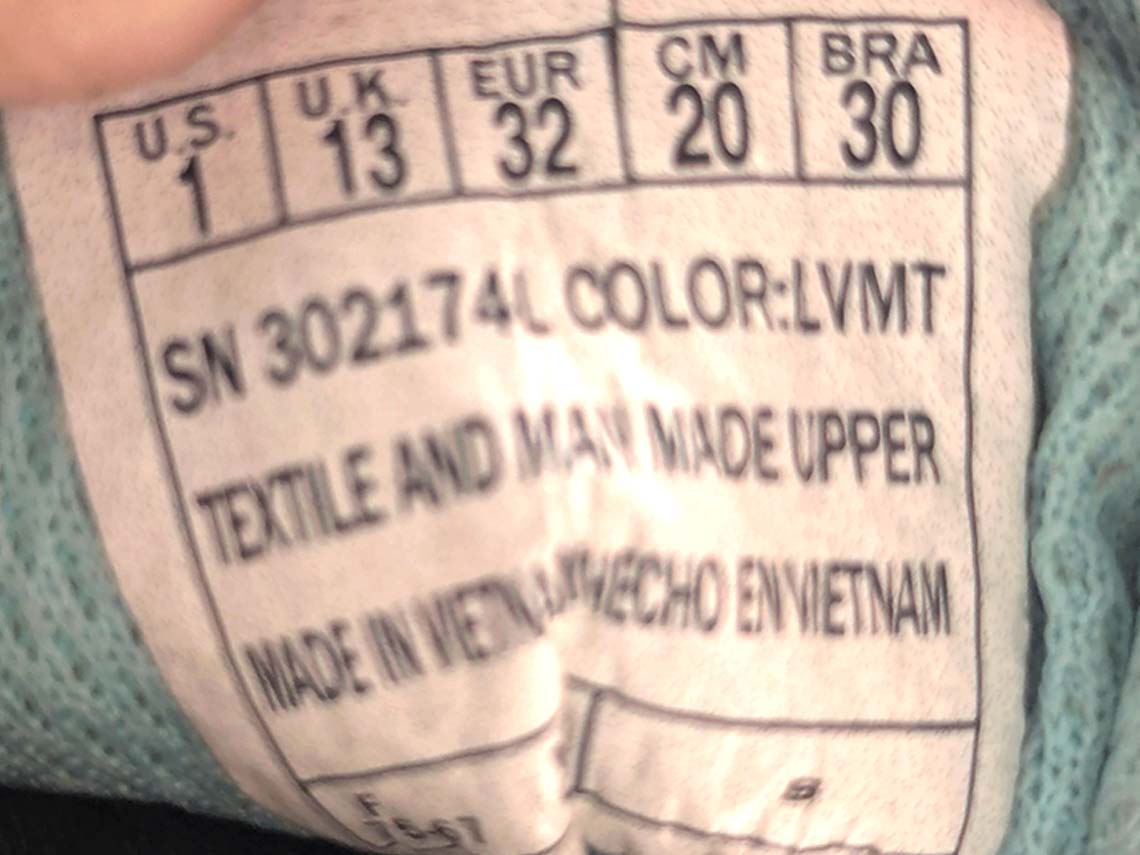 U.S. U.K. EUR CM BRA
1 13 32 20 30
SN 302174L COLOR:LVMT
TEXTILE AND MAN MADE UPPER
MADE IN VIETNAM/HECHO EN VIETNAM